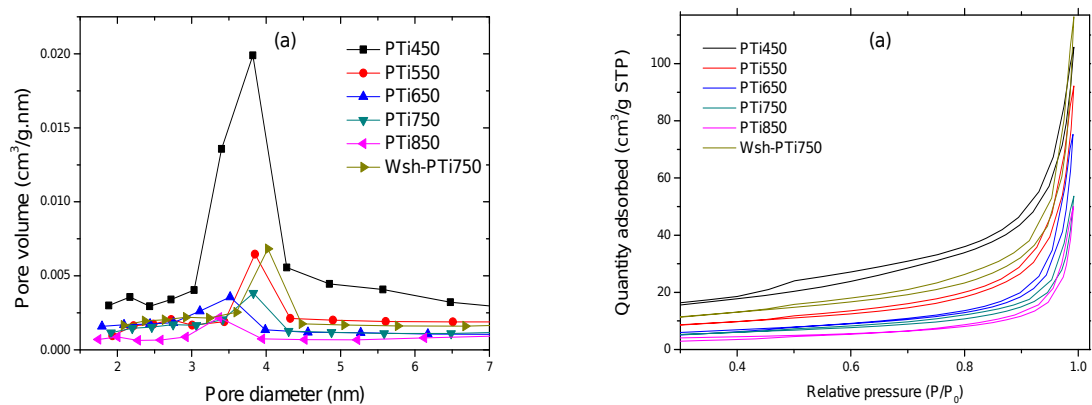 (a)
PTi450
PTi550
PTi650
PTi750
PTi850
Wsh-PTi750
0.020
0.015
0.010
0.005
0.000
Pore volume (cm³/g.nm)
2 3 4 5 6 7
Pore diameter (nm)
(a)
PTi450
PTi550
PTi650
PTi750
PTi850
Wsh-PTi750
100
80
60
40
20
0
Quantity adsorbed (cm³/g STP)
0.4 0.6 0.8 1.0
Relative pressure (P/P₀)